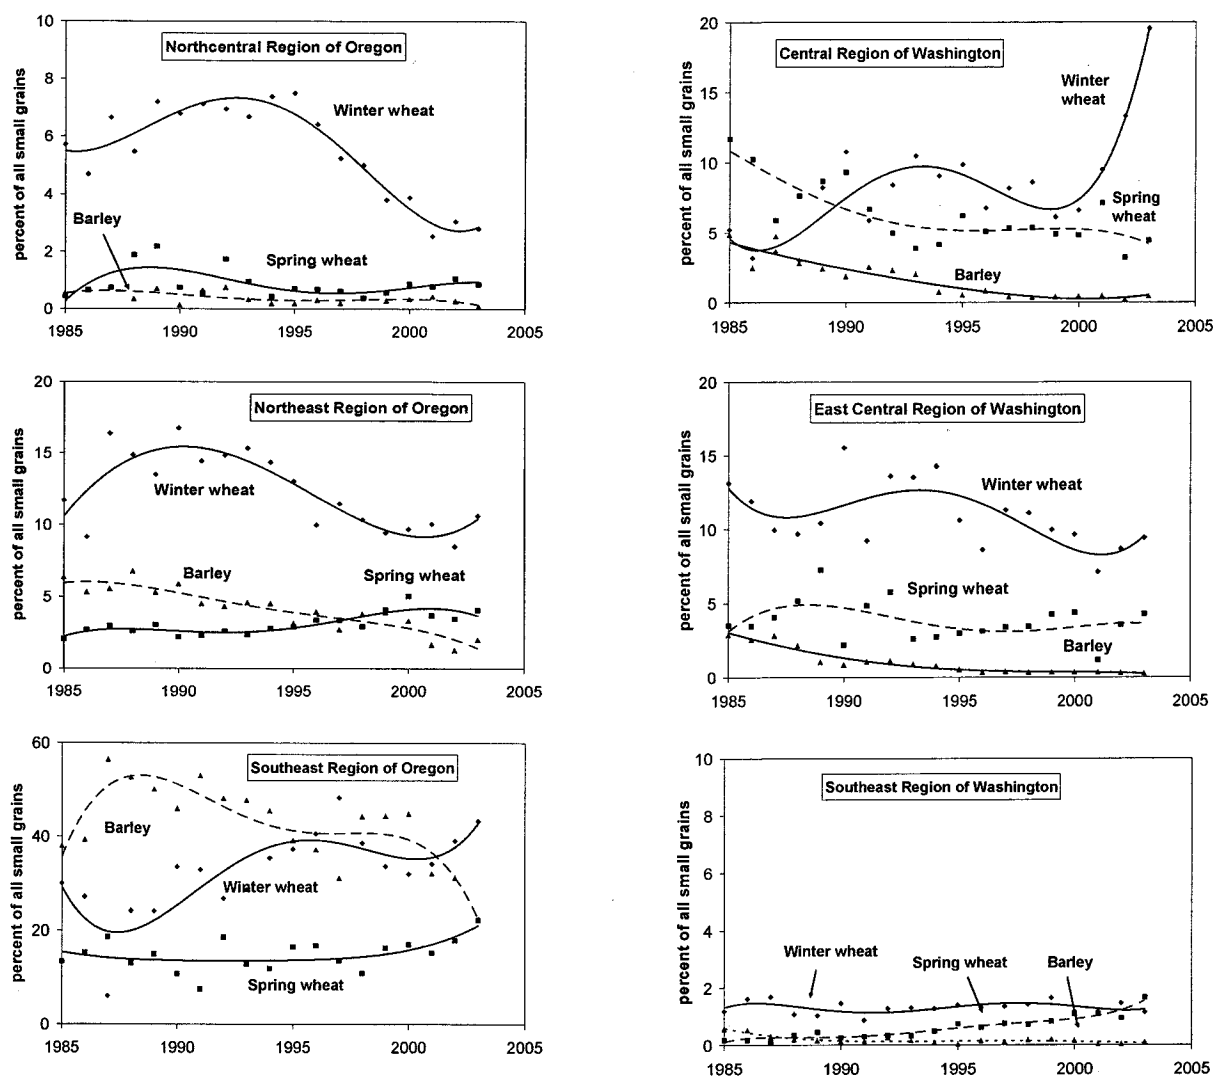 Northcentral Region of Oregon
percent of all small grains
10
8
6
4
2
0
Winter wheat
Barley
Spring wheat
1985 1990 1995 2000 2005
Central Region of Washington
percent of all small grains
20
15
10
5
0
Winter
wheat
Spring
wheat
Barley
1985 1990 1995 2000 2005
Northeast Region of Oregon
percent of all small grains
20
15
10
5
0
Winter wheat
Barley
Spring wheat
1985 1990 1995 2000 2005
East Central Region of Washington
percent of all small grains
20
15
10
5
0
Winter wheat
Spring wheat
Barley
1985 1990 1995 2000 2005
Southeast Region of Oregon
percent of all small grains
60
40
20
0
Barley
Winter wheat
Spring wheat
1985 1990 1995 2000 2005
Southeast Region of Washington
percent of all small grains
10
8
6
4
2
0
Winter wheat
Spring wheat
Barley
1985 1990 1995 2000 2005